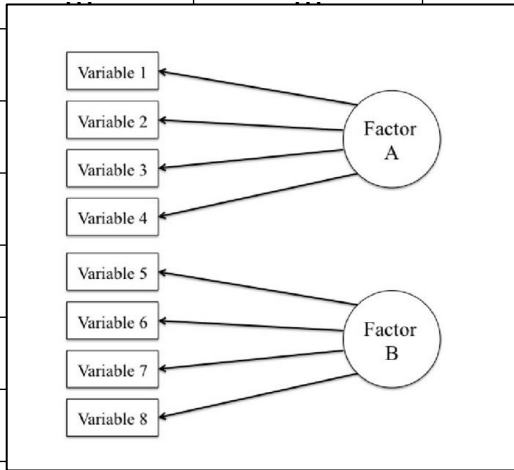 Variable 1
Variable 2
Variable 3
Variable 4
Factor
A
Variable 5
Variable 6
Variable 7
Variable 8
Factor
B